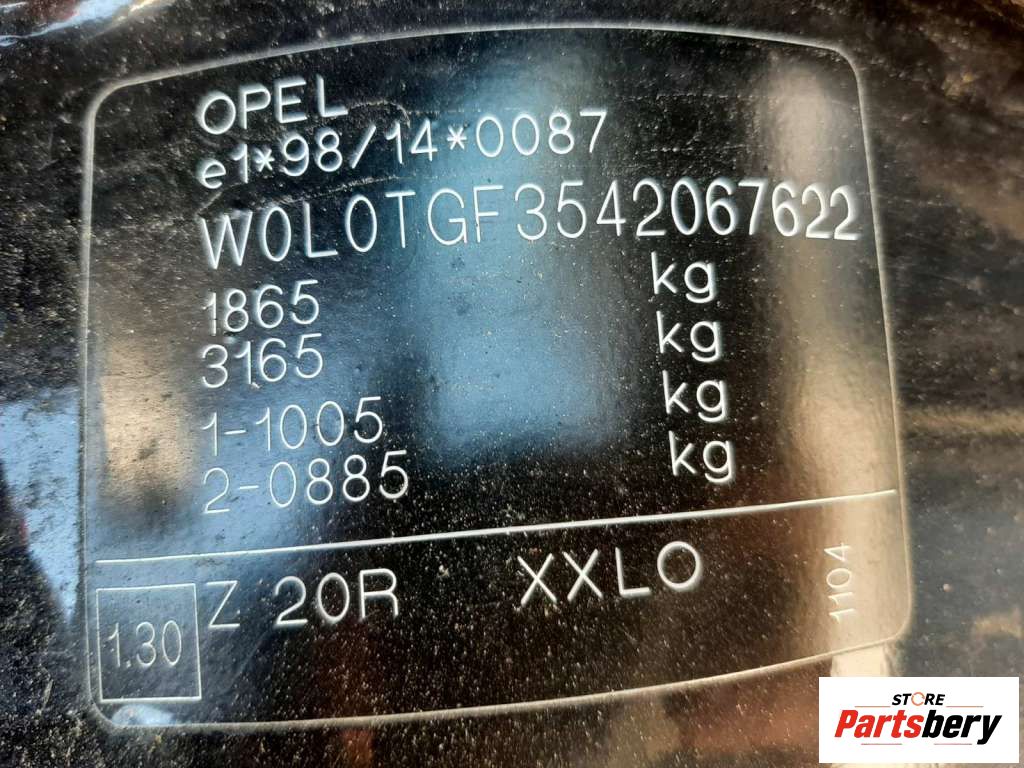 OPEL
e1*98/14*0087
W0L0TGF3542067622
1865 kg
3165 kg
1-1005 kg
2-0885 kg
1.30 Z 20R XXLO 1104
STORE
Partsbery